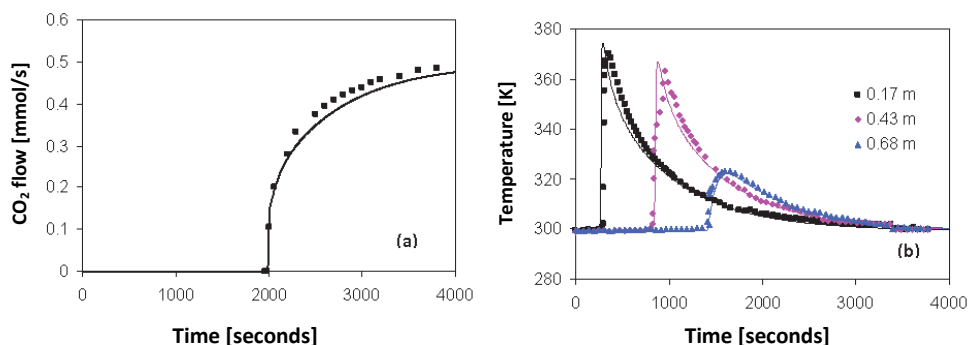 0.6
0.5
0.4
0.3
0.2
0.1
0
CO₂ flow [mmol/s]
(a)
0 1000 2000 3000 4000
Time [seconds]
380
360
340
320
300
280
Temperature [K]
0.17 m
0.43 m
0.68 m
(b)
0 1000 2000 3000 4000
Time [seconds]